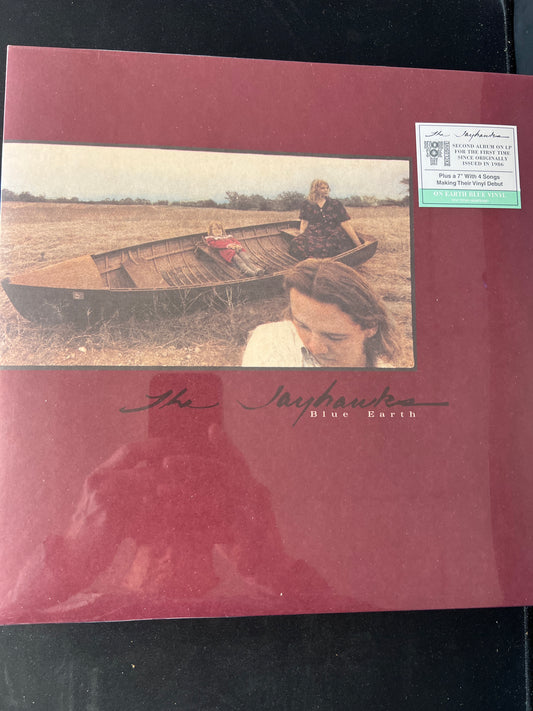 The Jayhawks
SECOND ALBUM ON LP
FOR THE FIRST TIME
SINCE ORIGINALLY
ISSUED IN 1986
Plus a 7" With 4 Songs
Making Their Vinyl Debut
ON EARTH BLUE VINYL
The Jayhawks
Blue Earth